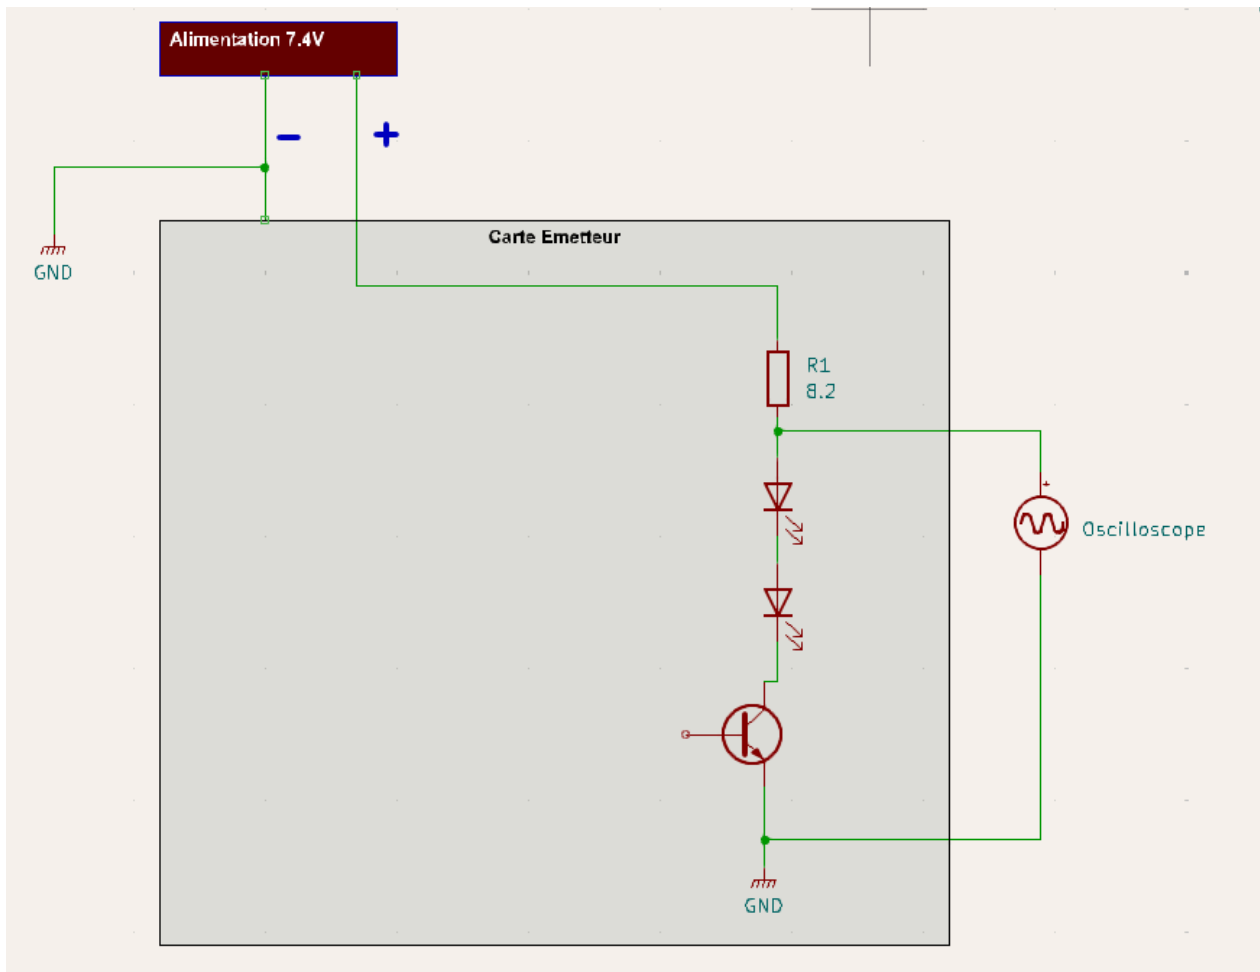 Alimentation 7.4V
−
+
GND
Carte Emetteur
R1
8.2
+
Oscilloscope
GND